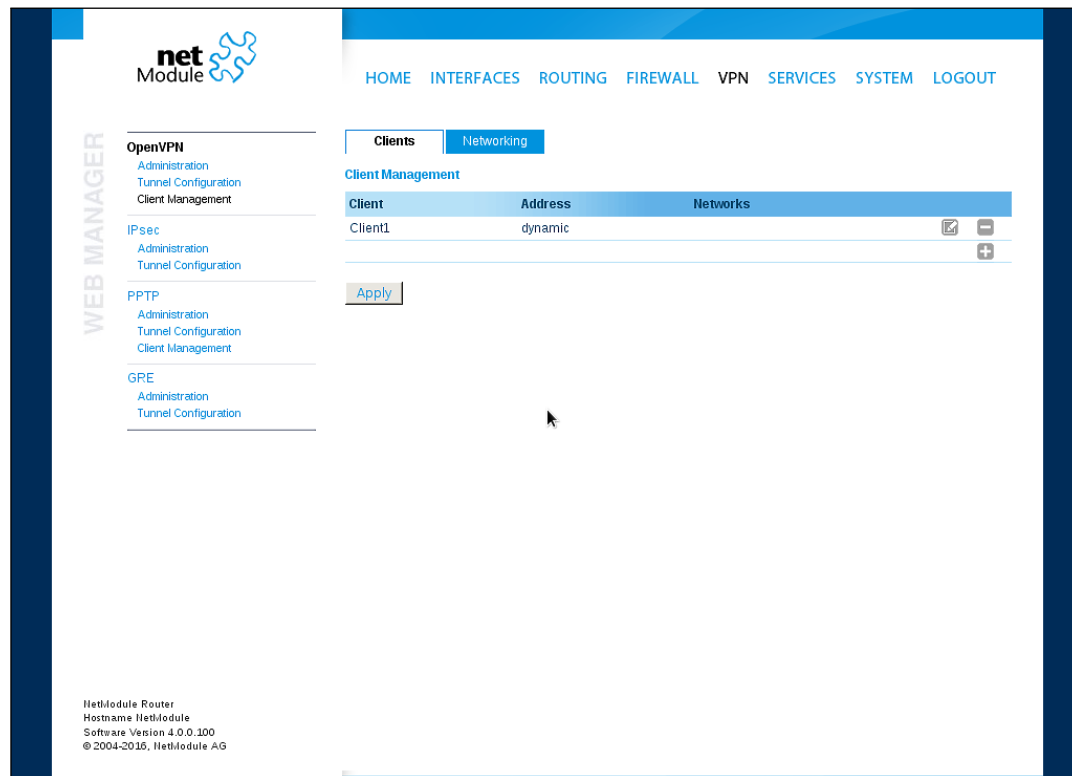 net
Module
HOME INTERFACES ROUTING FIREWALL VPN SERVICES SYSTEM LOGOUT
WEB MANAGER
OpenVPN
Administration
Tunnel Configuration
Client Management
IPsec
Administration
Tunnel Configuration
PPTP
Administration
Tunnel Configuration
Client Management
GRE
Administration
Tunnel Configuration
Clients Networking
Client Management
Client Address Networks
Client1 dynamic
Apply
NetModule Router
Hostname NetModule
Software Version 4.0.0.100
© 2004-2016, NetModule AG